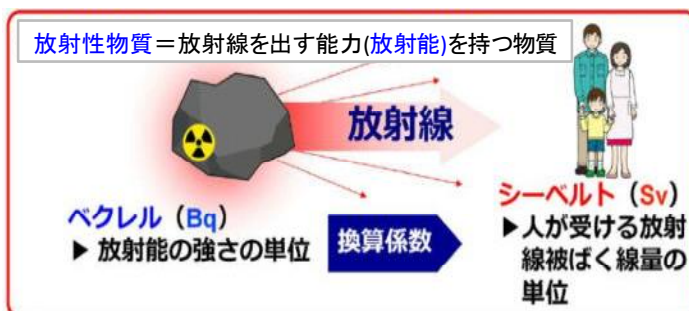 放射性物質＝放射線を出す能力(放射能)を持つ物質
放射線
ベクレル（Bq）
▶ 放射能の強さの単位
換算係数
シーベルト（Sv）
▶人が受ける放射
線被ばく線量の
単位